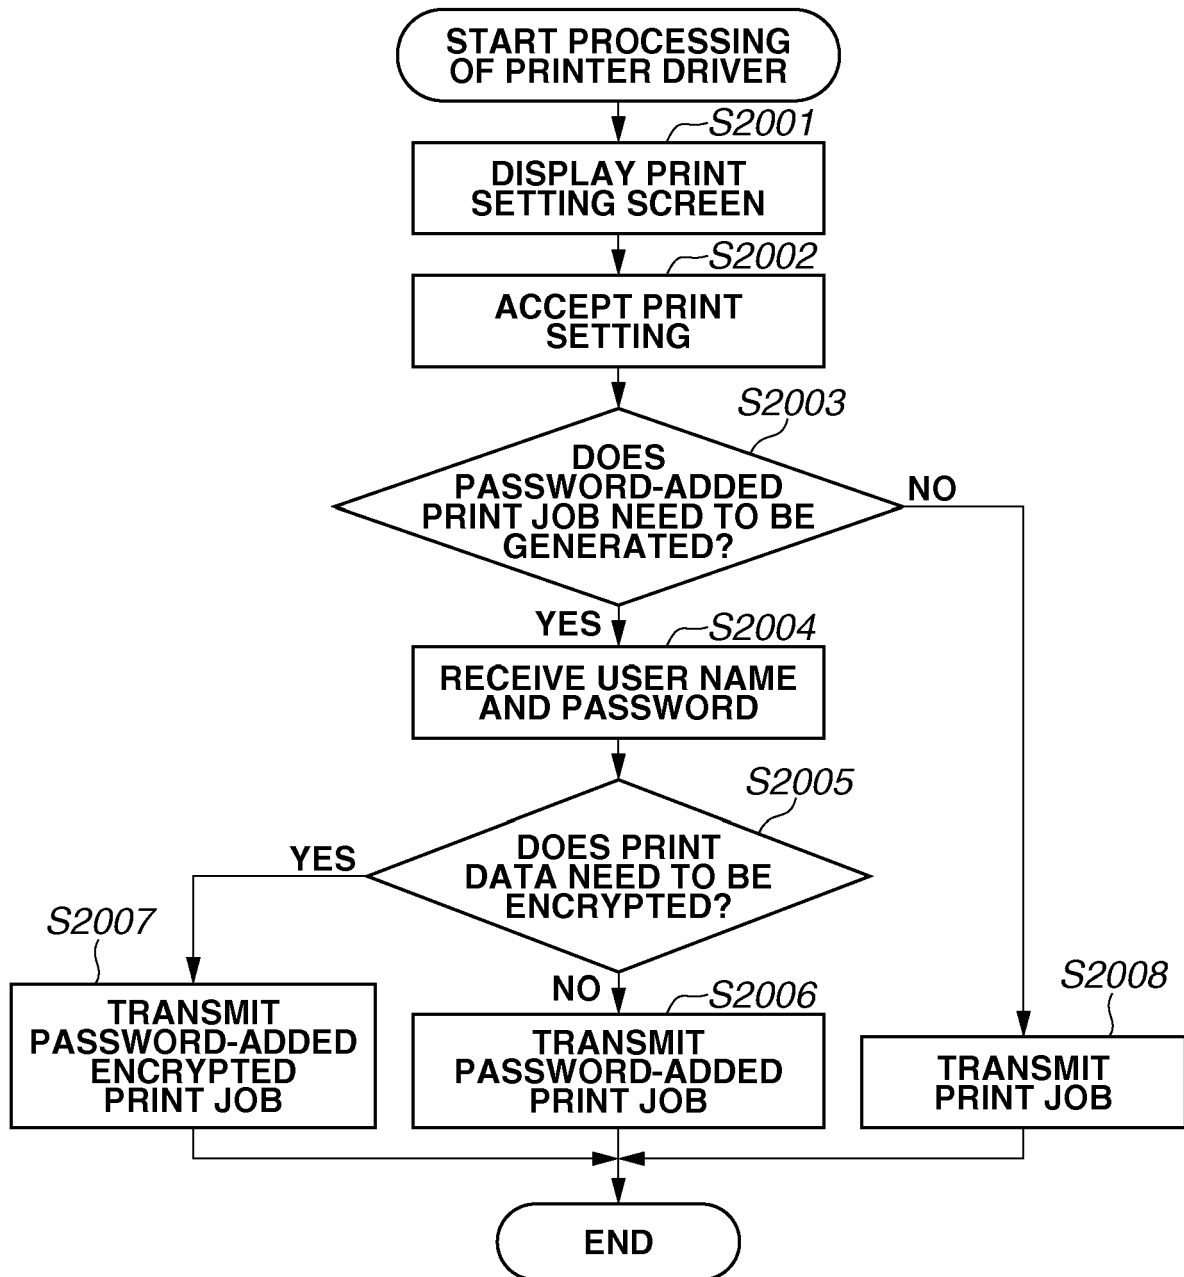 START PROCESSING
OF PRINTER DRIVER
S2001
DISPLAY PRINT
SETTING SCREEN
S2002
ACCEPT PRINT
SETTING
S2003
DOES
PASSWORD-ADDED
PRINT JOB NEED TO BE
GENERATED?
NO
YES
S2004
RECEIVE USER NAME
AND PASSWORD
S2005
DOES PRINT
DATA NEED TO BE
ENCRYPTED?
YES
NO
S2007
TRANSMIT
PASSWORD-ADDED
ENCRYPTED
PRINT JOB
S2006
TRANSMIT
PASSWORD-ADDED
PRINT JOB
S2008
TRANSMIT
PRINT JOB
END